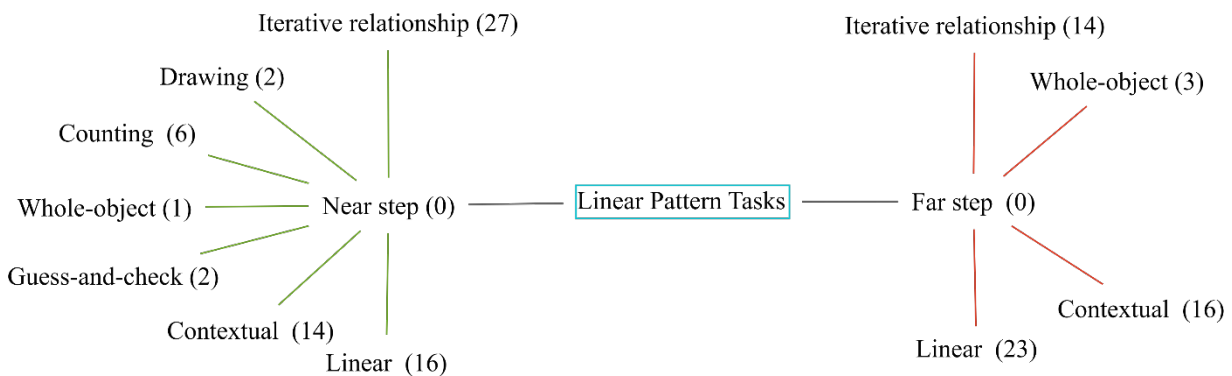 Iterative relationship (27)
Iterative relationship (14)
Drawing (2)
Whole-object (3)
Counting (6)
Whole-object (1)
Near step (0)
Linear Pattern Tasks
Far step (0)
Guess-and-check (2)
Contextual (14)
Contextual (16)
Linear (16)
Linear (23)